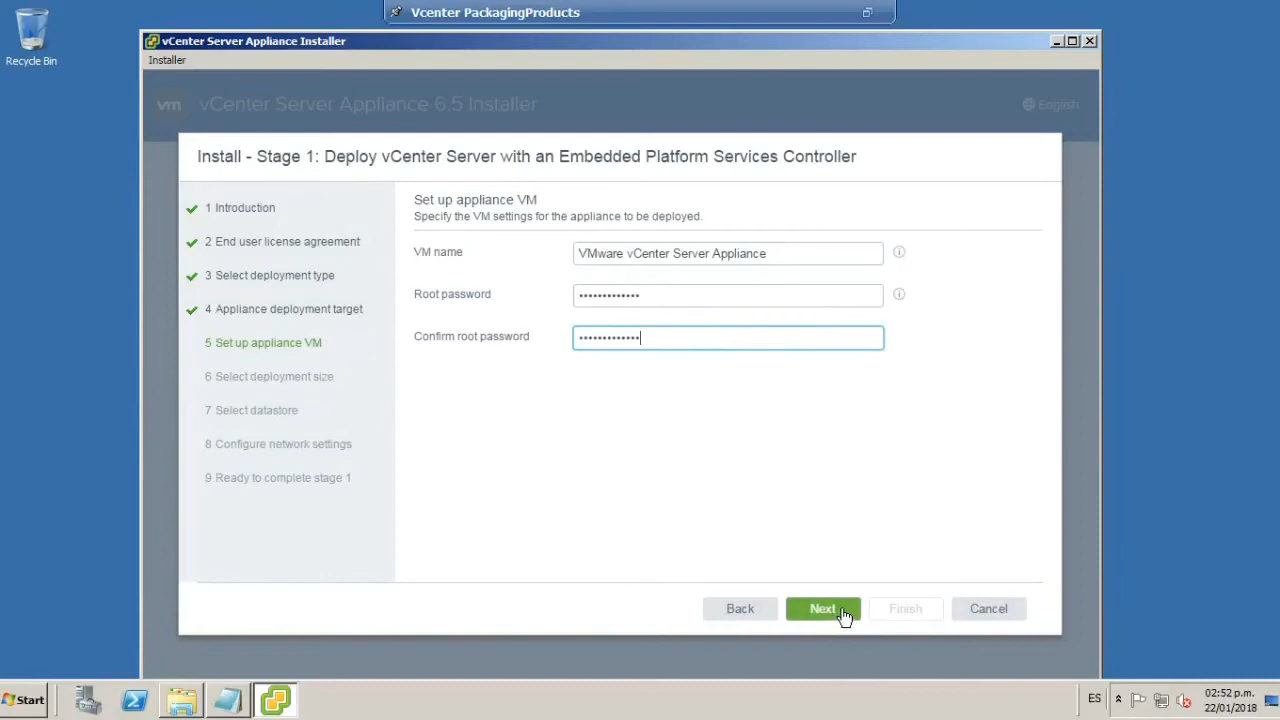 Vcenter PackagingProducts
Recycle Bin
vCenter Server Appliance Installer
Installer
vm vCenter Server Appliance 6.5 Installer
English
Install - Stage 1: Deploy vCenter Server with an Embedded Platform Services Controller
1 Introduction
2 End user license agreement
3 Select deployment type
4 Appliance deployment target
5 Set up appliance VM
6 Select deployment size
7 Select datastore
8 Configure network settings
9 Ready to complete stage 1
Set up appliance VM
Specify the VM settings for the appliance to be deployed.
VM name
VMware vCenter Server Appliance
Root password
•••••••••••••
Confirm root password
•••••••••••••
Back
Next
Finish
Cancel
Start
ES
02:52 p.m.
22/01/2018